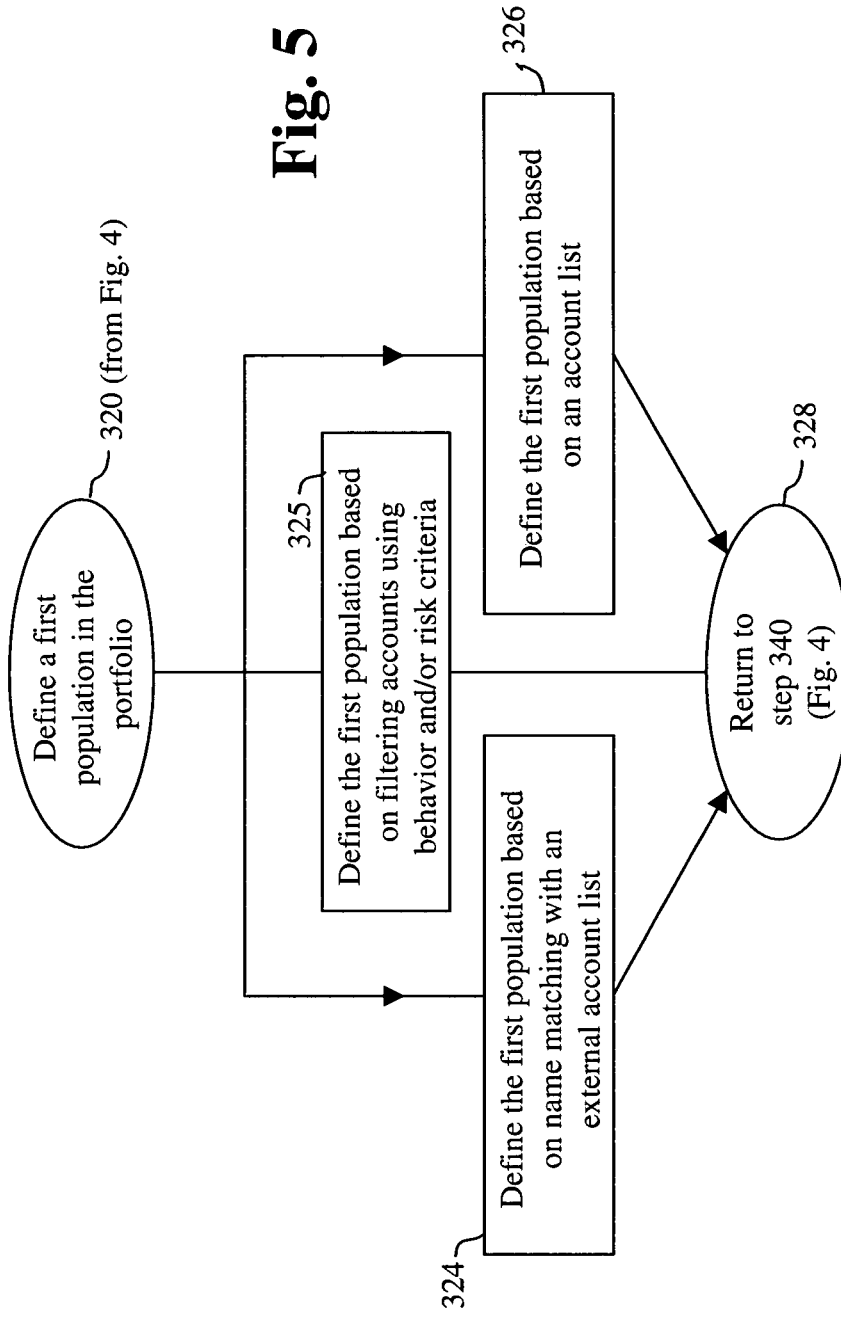 Define a first
population in the
portfolio
320 (from Fig. 4)
Fig. 5
325
Define the first population based
on filtering accounts using
behavior and/or risk criteria
324
Define the first population based
on name matching with an
external account list
326
Define the first population based
on an account list
328
Return to
step 340
(Fig. 4)